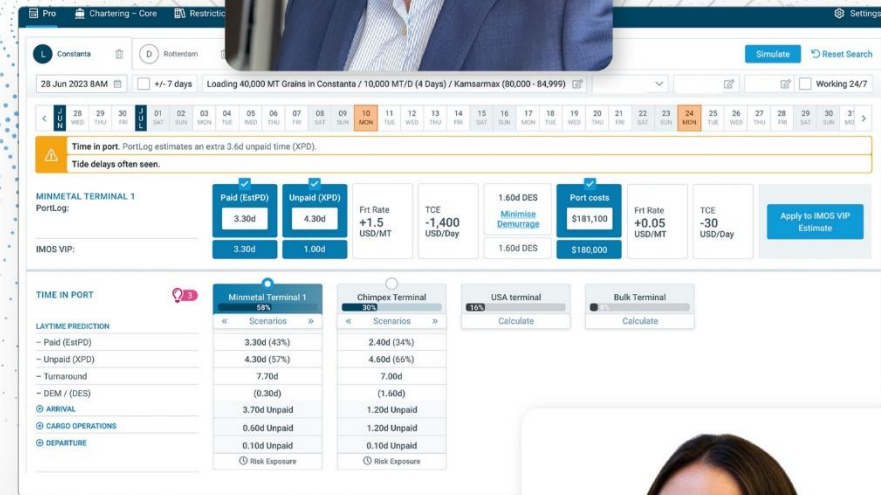 Pro Chartering – Core Settings
L Constanta D Rotterdam Simulate Reset Search
28 Jun 2023 8AM +/- 7 days Loading 40,000 MT Grains in Constanta / 10,000 MT/D (4 Days) / Kamsarmax (80,000 - 84,999) Working 24/7
JUN 28 29 30 JUL 01 02 03 04 05 06 07 08 09 10 11 12 13 14 15 16 17 18 19 20 21 22 23 24 25 26 27 28 29 30
WED THU FRI SAT SUN MON TUE WED THU FRI SAT SUN MON TUE WED THU FRI SAT SUN MON TUE WED THU FRI SAT SUN MON TUE WED THU FRI SAT SUN
Time in port. PortLog estimates an extra 3.6d unpaid time (XPD).
Tide delays often seen.
MINMETAL TERMINAL 1
PortLog:
Paid (EstPD) Unpaid (XPD) 1.60d DES Port costs
3.30d 4.30d Frt Rate +1.5 USD/MT TCE -1,400 USD/Day Minimise Demurrage $181,100 Frt Rate +0.05 USD/MT TCE -30 USD/Day Apply to IMOS VIP Estimate
IMOS VIP: 3.30d 1.00d 1.60d DES $180,000
TIME IN PORT 3 Minmetal Terminal 1 Chimpex Terminal USA terminal Bulk Terminal
58% 30% 16%
LAYTIME PREDICTION « Scenarios » « Scenarios » Calculate Calculate
– Paid (EstPD) 3.30d (43%) 2.40d (34%)
– Unpaid (XPD) 4.30d (57%) 4.60d (66%)
– Turnaround 7.70d 7.00d
– DEM / (DES) (0.30d) (1.60d)
ARRIVAL 3.70d Unpaid 1.20d Unpaid
CARGO OPERATIONS 0.60d Unpaid 1.20d Unpaid
DEPARTURE 0.10d Unpaid 0.10d Unpaid
Risk Exposure Risk Exposure